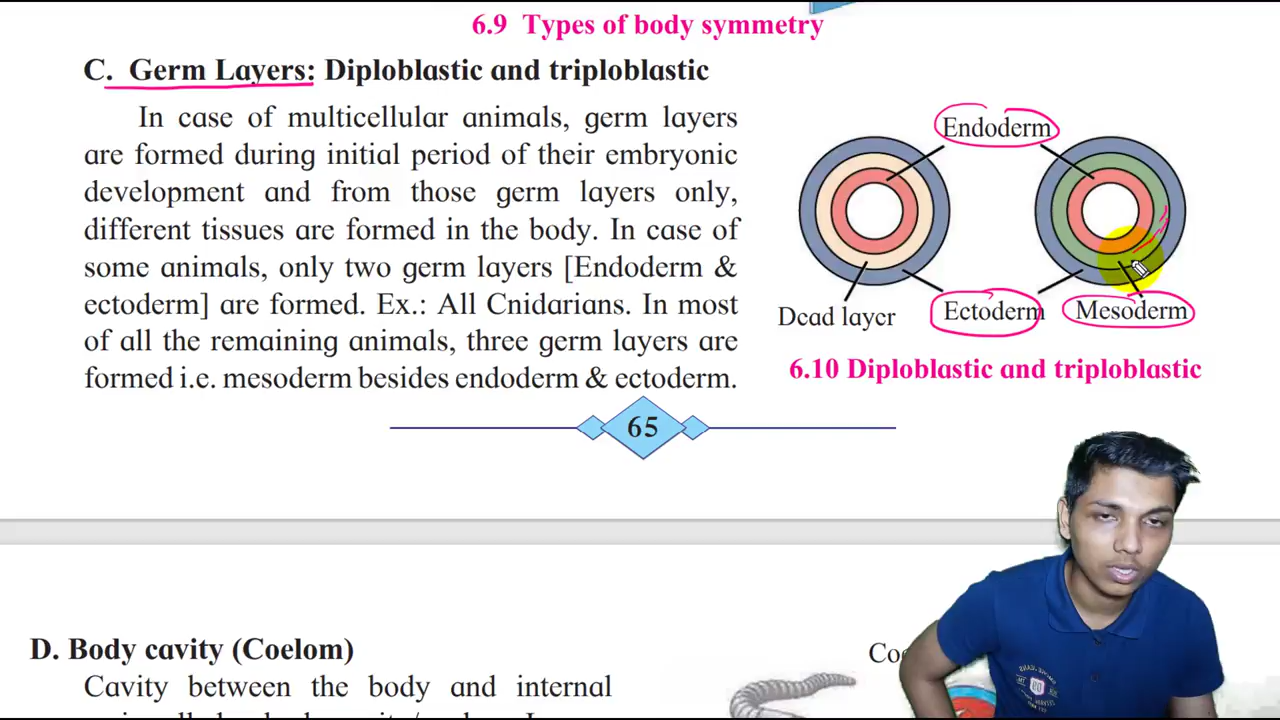 6.9 Types of body symmetry
C. Germ Layers: Diploblastic and triploblastic
In case of multicellular animals, germ layers
are formed during initial period of their embryonic
development and from those germ layers only,
different tissues are formed in the body. In case of
some animals, only two germ layers [Endoderm &
ectoderm] are formed. Ex.: All Cnidarians. In most
of all the remaining animals, three germ layers are
formed i.e. mesoderm besides endoderm & ectoderm.
Endoderm
Dead layer
Ectoderm
Mesoderm
6.10 Diploblastic and triploblastic
65
D. Body cavity (Coelom)
Cavity between the body and internal